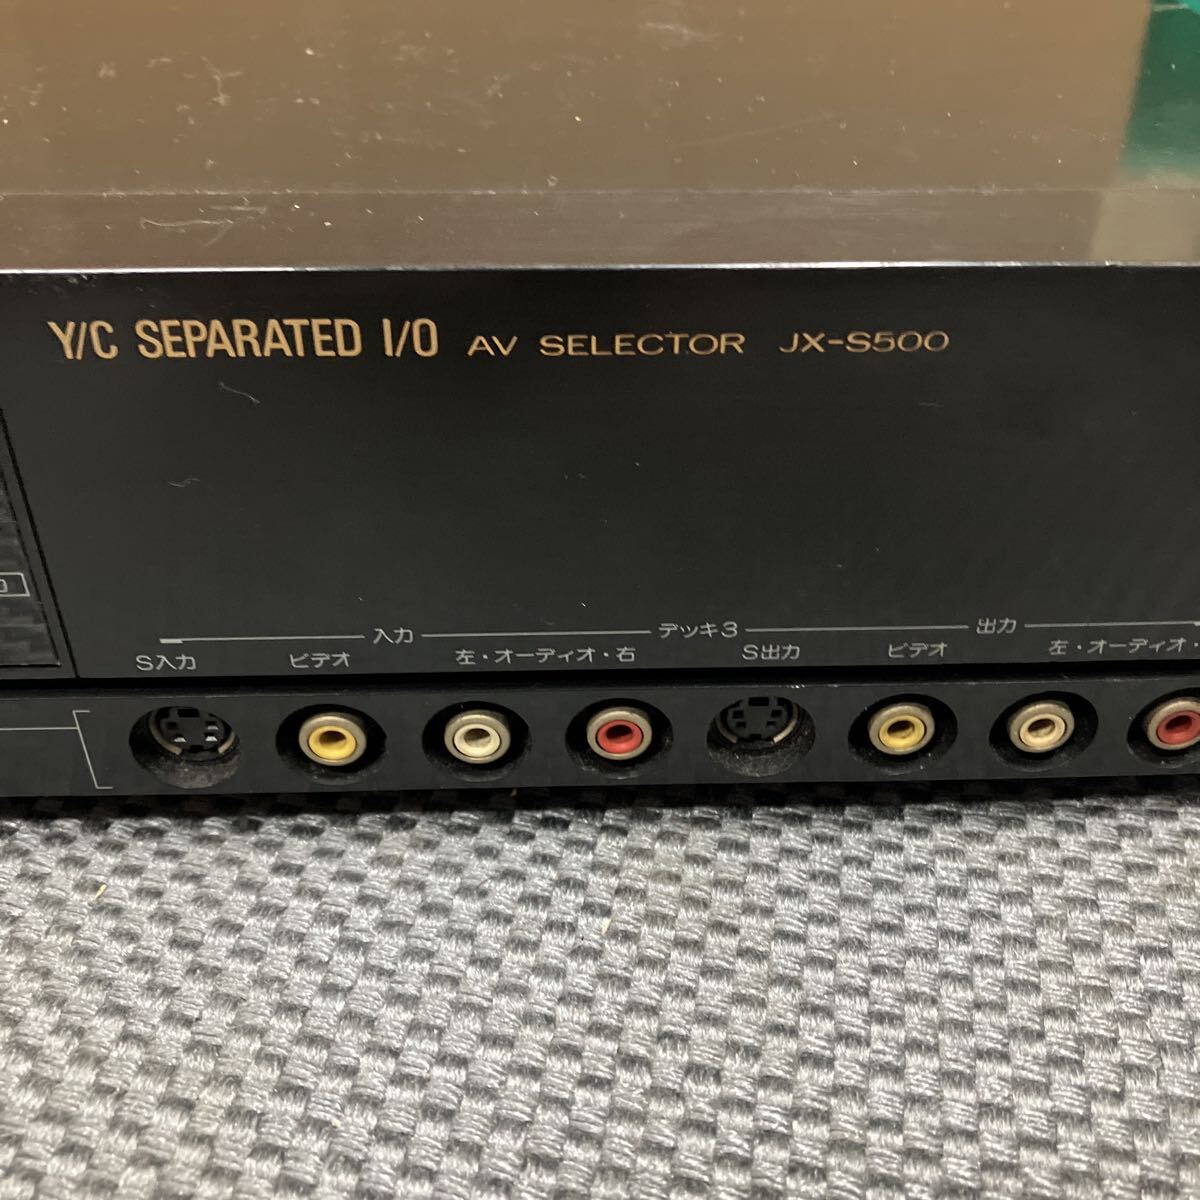 Y/C SEPARATED I/O AV SELECTOR JX-S500
入力 デッキ3 出力
S入力 ビデオ 左・オーディオ・右 S出力 ビデオ 左・オーディオ・